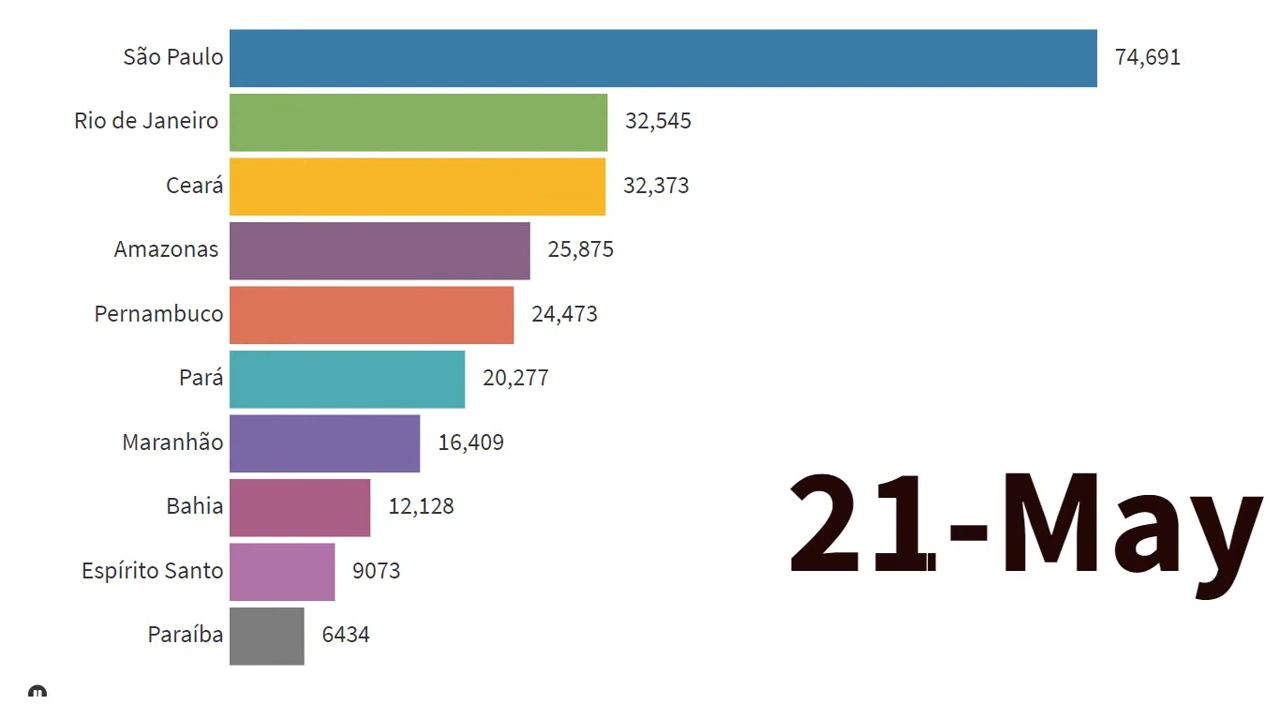 São Paulo 74,691
Rio de Janeiro 32,545
Ceará 32,373
Amazonas 25,875
Pernambuco 24,473
Pará 20,277
Maranhão 16,409
Bahia 12,128
Espírito Santo 9073
Paraíba 6434
21-May